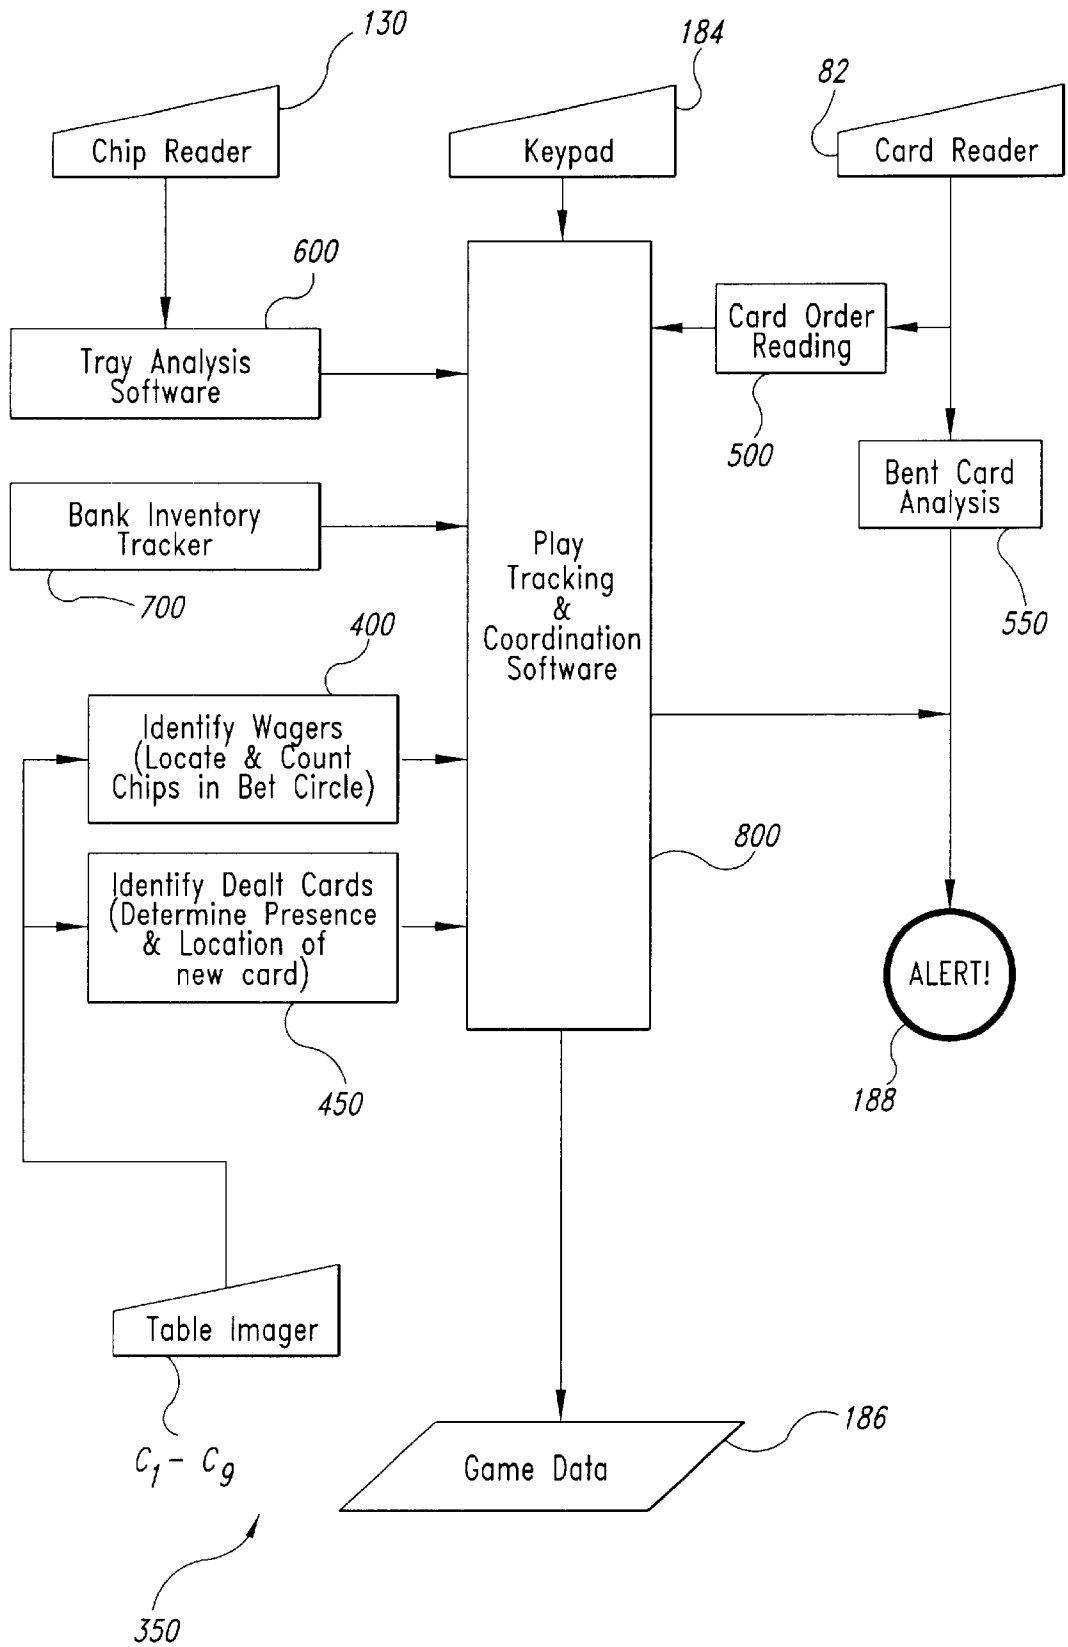 130
184
82
Chip Reader
Keypad
Card Reader
600
Card Order
Reading
Tray Analysis
Software
500
Bent Card
Analysis
Bank Inventory
Tracker
Play
Tracking
&
Coordination
Software
700
550
400
Identify Wagers
(Locate & Count
Chips in Bet Circle)
800
Identify Dealt Cards
(Determine Presence
& Location of
new card)
ALERT!
450
188
Table Imager
186
C1 – C9
Game Data
350